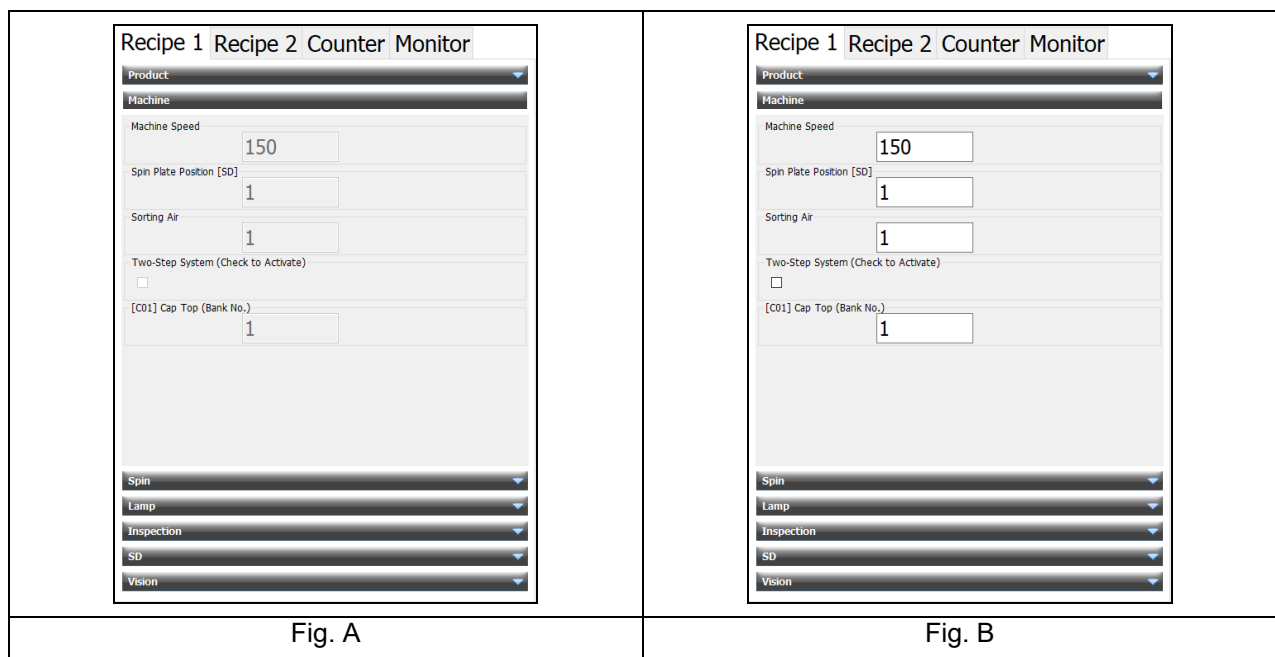 Recipe 1 Recipe 2 Counter Monitor
Product
Machine
Machine Speed
150
Spin Plate Position [SD]
1
Sorting Air
1
Two-Step System (Check to Activate)
[C01] Cap Top (Bank No.)
1
Spin
Lamp
Inspection
SD
Vision
Fig. A
Recipe 1 Recipe 2 Counter Monitor
Product
Machine
Machine Speed
150
Spin Plate Position [SD]
1
Sorting Air
1
Two-Step System (Check to Activate)
[C01] Cap Top (Bank No.)
1
Spin
Lamp
Inspection
SD
Vision
Fig. B